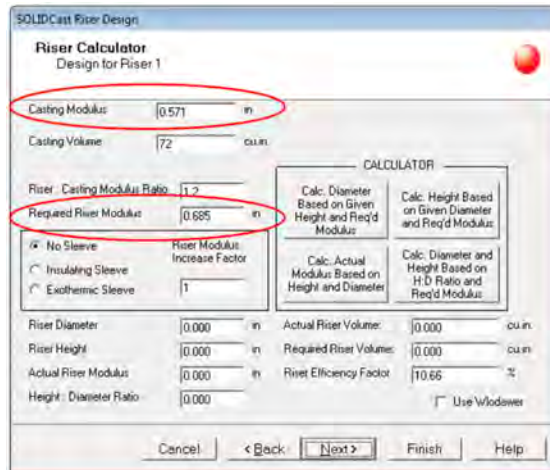 SOLIDCast Riser Design
Riser Calculator
Design for Riser 1
Casting Modulus 0.571 in
Casting Volume 72 cu.in.
CALCULATOR
Riser : Casting Modulus Ratio 1.2
Required Riser Modulus 0.685 in
Calc. Diameter Based on Given Height and Req'd Modulus
Calc. Height Based on Given Diameter and Req'd Modulus
No Sleeve
Insulating Sleeve
Exothermic Sleeve
Riser Modulus Increase Factor
1
Calc. Actual Modulus Based on Height and Diameter
Calc. Diameter and Height Based on H:D Ratio and Req'd Modulus
Riser Diameter 0.000 in Actual Riser Volume: 0.000 cu.in.
Riser Height 0.000 in Required Riser Volume: 0.000 cu.in.
Actual Riser Modulus 0.000 in Riser Efficiency Factor 10.66 %
Height : Diameter Ratio 0.000
Use Wlodawer
Cancel < Back Next > Finish Help